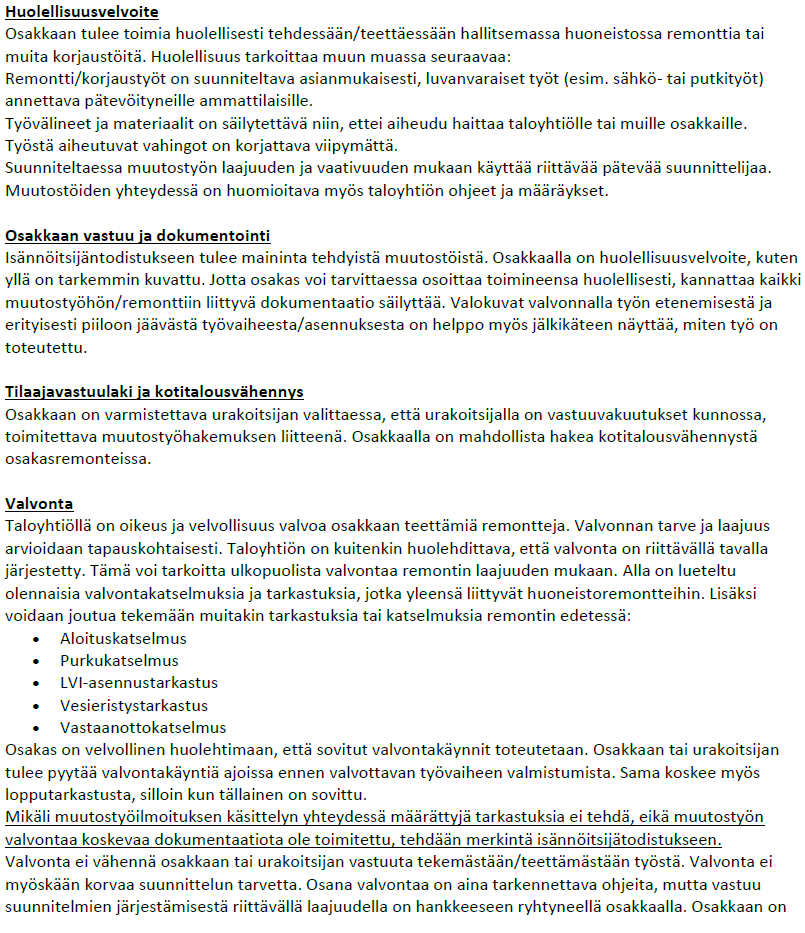 Huolellisuusvelvoite
Osakkaan tulee toimia huolellisesti tehdessään/teettäessään hallitsemassa huoneistossa remonttia tai
muita korjaustöitä. Huolellisuus tarkoittaa muun muassa seuraavaa:
Remontti/korjaustyöt on suunniteltava asianmukaisesti, luvanvaraiset työt (esim. sähkö- tai putkityöt)
annettava pätevöityneille ammattilaisille.
Työvälineet ja materiaalit on säilytettävä niin, ettei aiheudu haittaa taloyhtiölle tai muille osakkaille.
Työstä aiheutuvat vahingot on korjattava viipymättä.
Suunniteltaessa muutostyön laajuuden ja vaativuuden mukaan käyttää riittävää pätevää suunnittelijaa.
Muutostöiden yhteydessä on huomioitava myös taloyhtiön ohjeet ja määräykset.
Osakkaan vastuu ja dokumentointi
Isännöitsijäntodistukseen tulee maininta tehdyistä muutostöistä. Osakkaalla on huolellisuusvelvoite, kuten
yllä on tarkemmin kuvattu. Jotta osakas voi tarvittaessa osoittaa toimineensa huolellisesti, kannattaa kaikki
muutostyöhön/remonttiin liittyvä dokumentaatio säilyttää. Valokuvat valvonnalla työn etenemisestä ja
erityisesti piiloon jäävästä työvaiheesta/asennuksesta on helppo myös jälkikäteen näyttää, miten työ on
toteutettu.
Tilaajavastuulaki ja kotitalousvähennys
Osakkaan on varmistettava urakoitsijan valittaessa, että urakoitsijalla on vastuuvakuutukset kunnossa,
toimitettava muutostyöhakemuksen liitteenä. Osakkaalla on mahdollista hakea kotitalousvähennystä
osakasremonteissa.
Valvonta
Taloyhtiöllä on oikeus ja velvollisuus valvoa osakkaan teettämiä remontteja. Valvonnan tarve ja laajuus
arvioidaan tapauskohtaisesti. Taloyhtiön on kuitenkin huolehdittava, että valvonta on riittävällä tavalla
järjestetty. Tämä voi tarkoitta ulkopuolista valvontaa remontin laajuuden mukaan. Alla on lueteltu
olennaisia valvontakatselmuksia ja tarkastuksia, jotka yleensä liittyvät huoneistoremontteihin. Lisäksi
voidaan joutua tekemään muitakin tarkastuksia tai katselmuksia remontin edetessä:
• Aloituskatselmus
• Purkukatselmus
• LVI-asennustarkastus
• Vesieristystarkastus
• Vastaanottokatselmus
Osakas on velvollinen huolehtimaan, että sovitut valvontakäynnit toteutetaan. Osakkaan tai urakoitsijan
tulee pyytää valvontakäyntiä ajoissa ennen valvottavan työvaiheen valmistumista. Sama koskee myös
lopputarkastusta, silloin kun tällainen on sovittu.
Mikäli muutostyöilmoituksen käsittelyn yhteydessä määrättyjä tarkastuksia ei tehdä, eikä muutostyön
valvontaa koskevaa dokumentaatiota ole toimitettu, tehdään merkintä isännöitsijätodistukseen.
Valvonta ei vähennä osakkaan tai urakoitsijan vastuuta tekemästään/teettämästään työstä. Valvonta ei
myöskään korvaa suunnittelun tarvetta. Osana valvontaa on aina tarkennettava ohjeita, mutta vastuu
suunnitelmien järjestämisestä riittävällä laajuudella on hankkeeseen ryhtyneellä osakkaalla. Osakkaan on